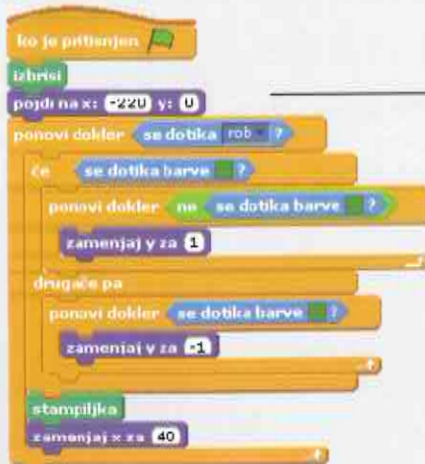 ko je pritisnjen
izbriši
pojdi na x: -220 y: 0
ponovi dokler se dotika rob ?
če se dotika barve ?
ponovi dokler ne se dotika barve ?
zamenjaj y za 1
drugače pa
ponovi dokler se dotika barve ?
zamenjaj y za -1
štampiljka
zamenjaj x za 40